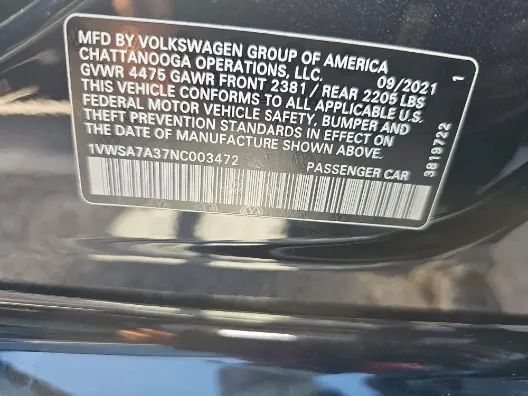 MFD BY VOLKSWAGEN GROUP OF AMERICA
CHATTANOOGA OPERATIONS, LLC. 09/2021 1
GVWR 4475 GAWR FRONT 2381 / REAR 2205 LBS
THIS VEHICLE CONFORMS TO ALL APPLICABLE U.S.
FEDERAL MOTOR VEHICLE SAFETY, BUMPER, AND
THEFT PREVENTION STANDARDS IN EFFECT ON
THE DATE OF MANUFACTURE SHOWN ABOVE
1VWSA7A37NC003472 PASSENGER CAR
3819722